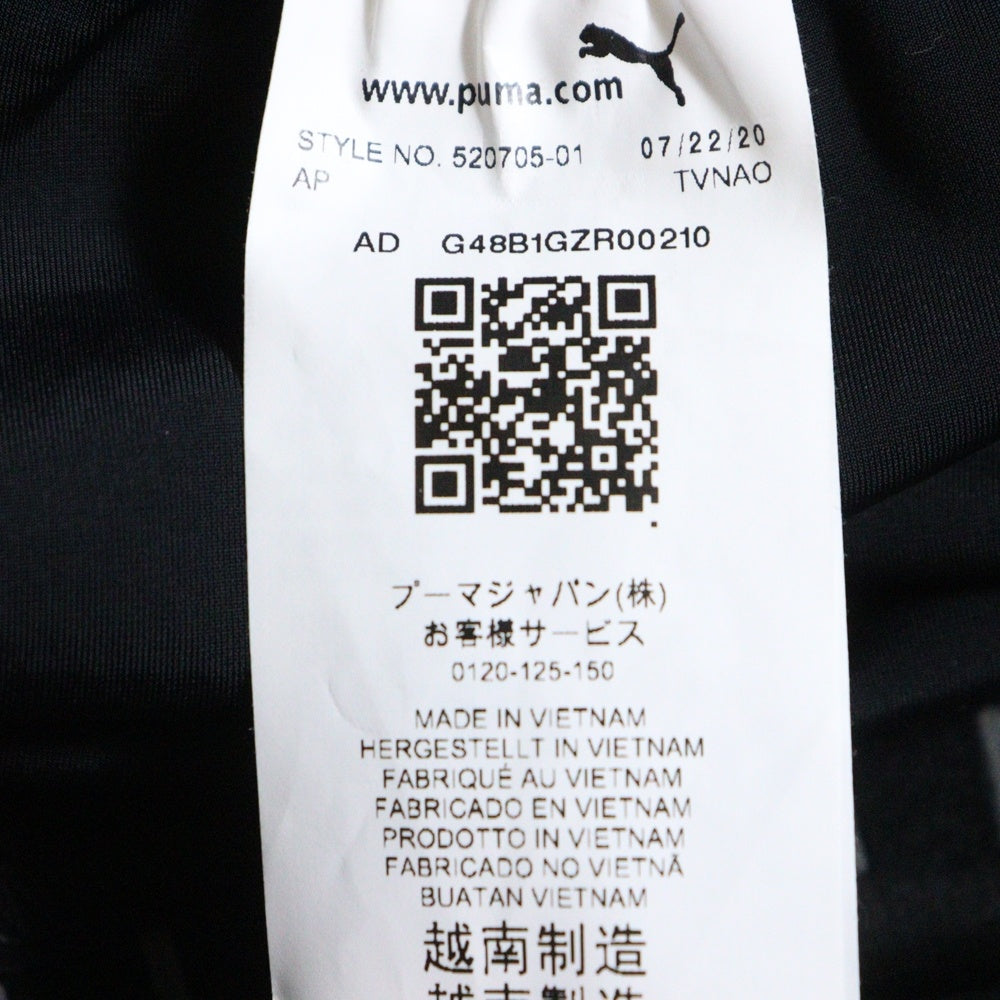 www.puma.com
STYLE NO. 520705-01 07/22/20
AP TVNAO
AD G48B1GZR00210
プーマジャパン(株)
お客様サービス
0120-125-150
MADE IN VIETNAM
HERGESTELLT IN VIETNAM
FABRIQUÉ AU VIETNAM
FABRICADO EN VIETNAM
PRODOTTO IN VIETNAM
FABRICADO NO VIETNÃ
BUATAN VIETNAM
越南制造